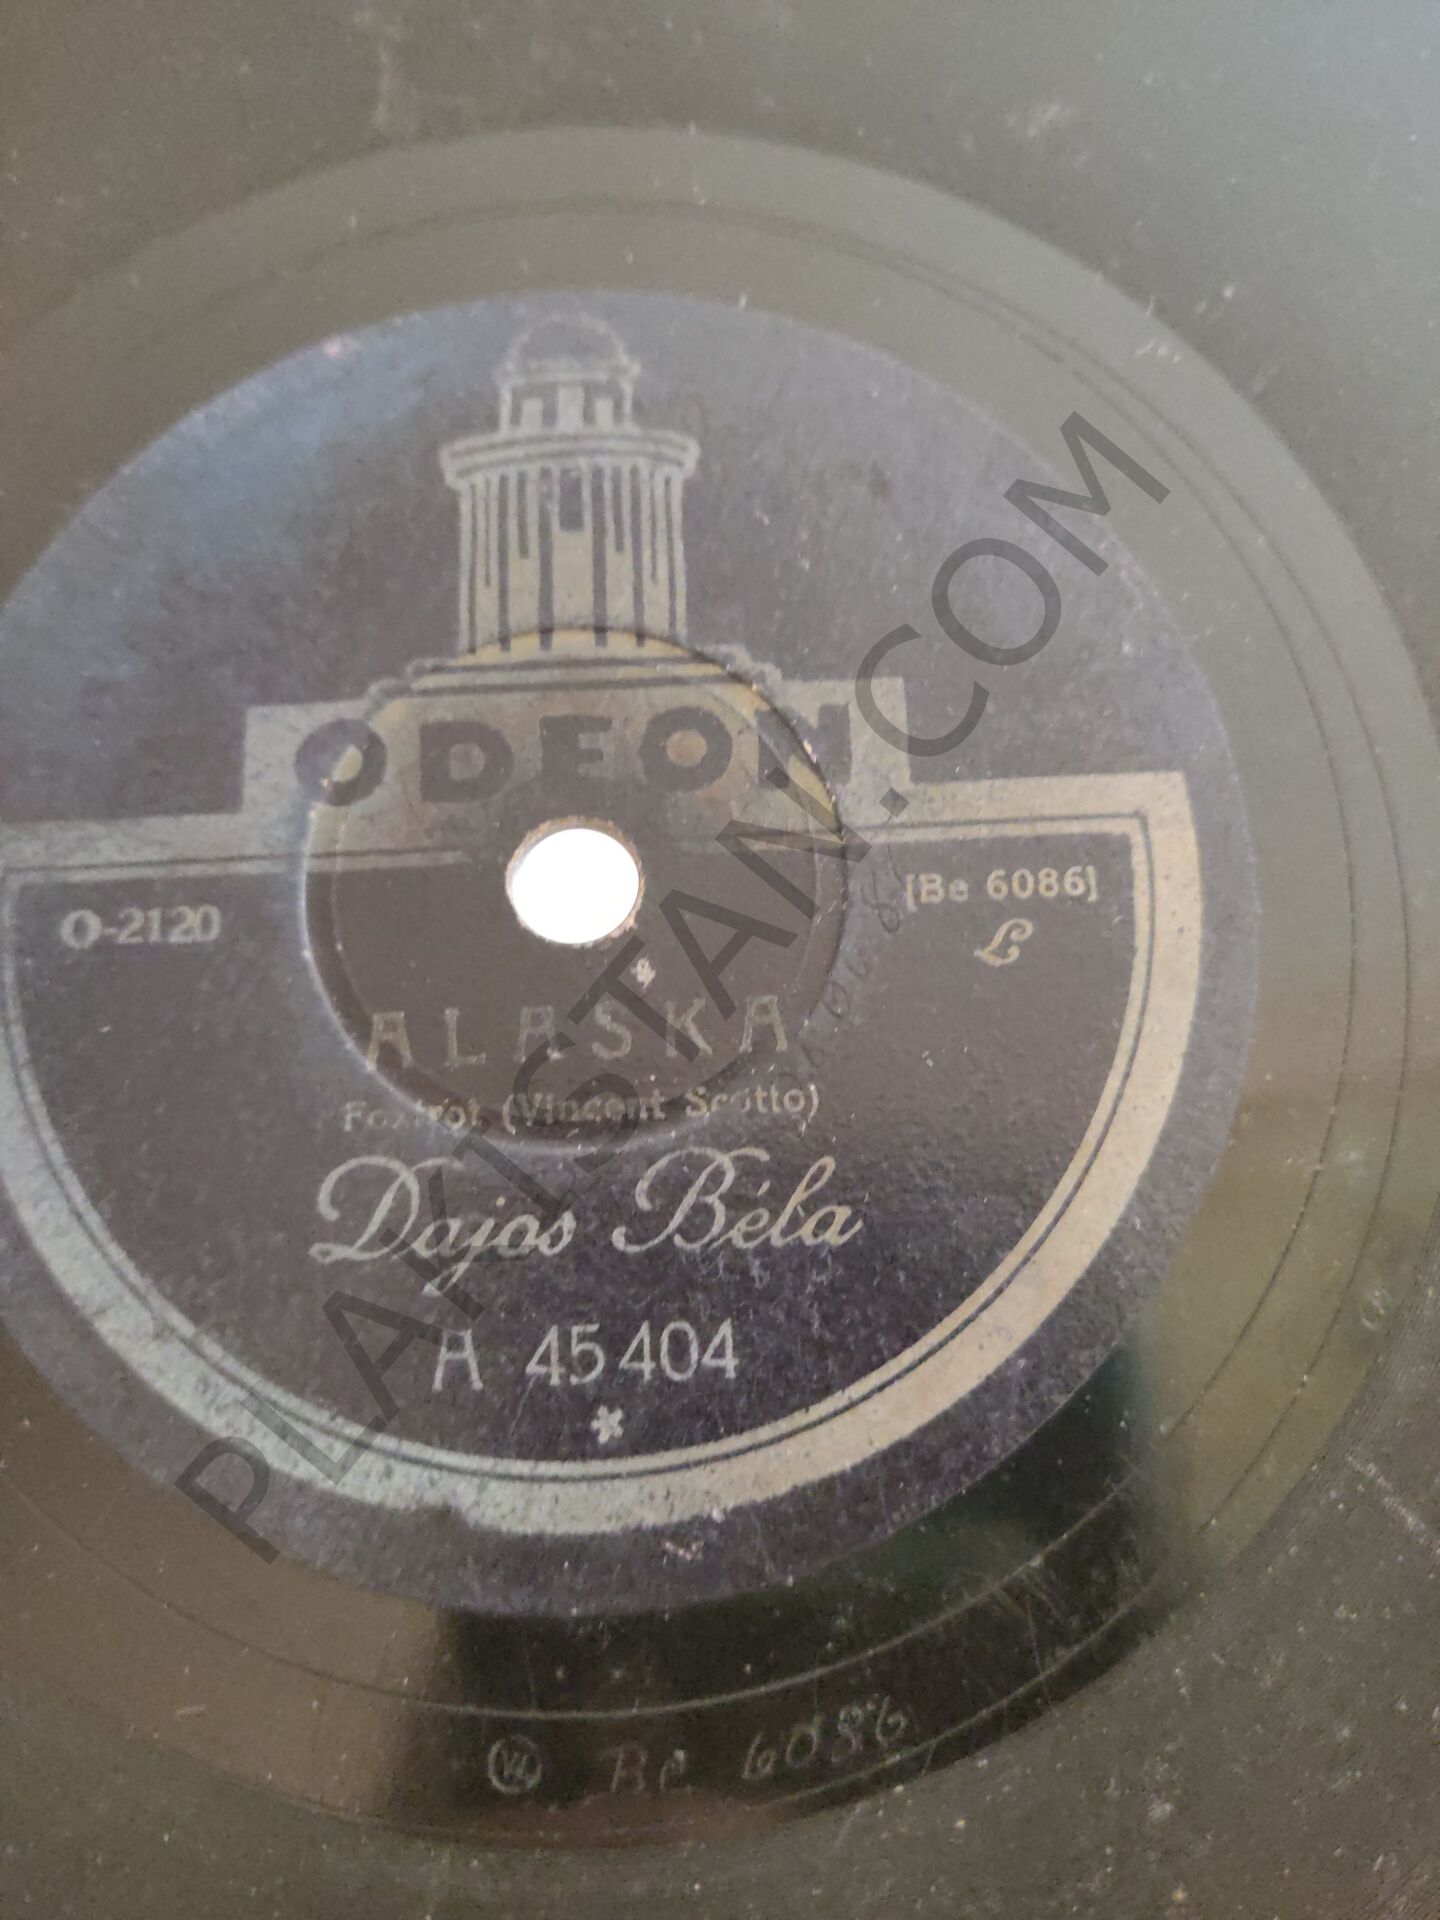 ODEON
O-2120
[Be 6086]
L
ALASKA
Foxtrot (Vincent Scotto)
Dajos Béla
A 45404
*
Be 6086
PLAKISTAN.COM